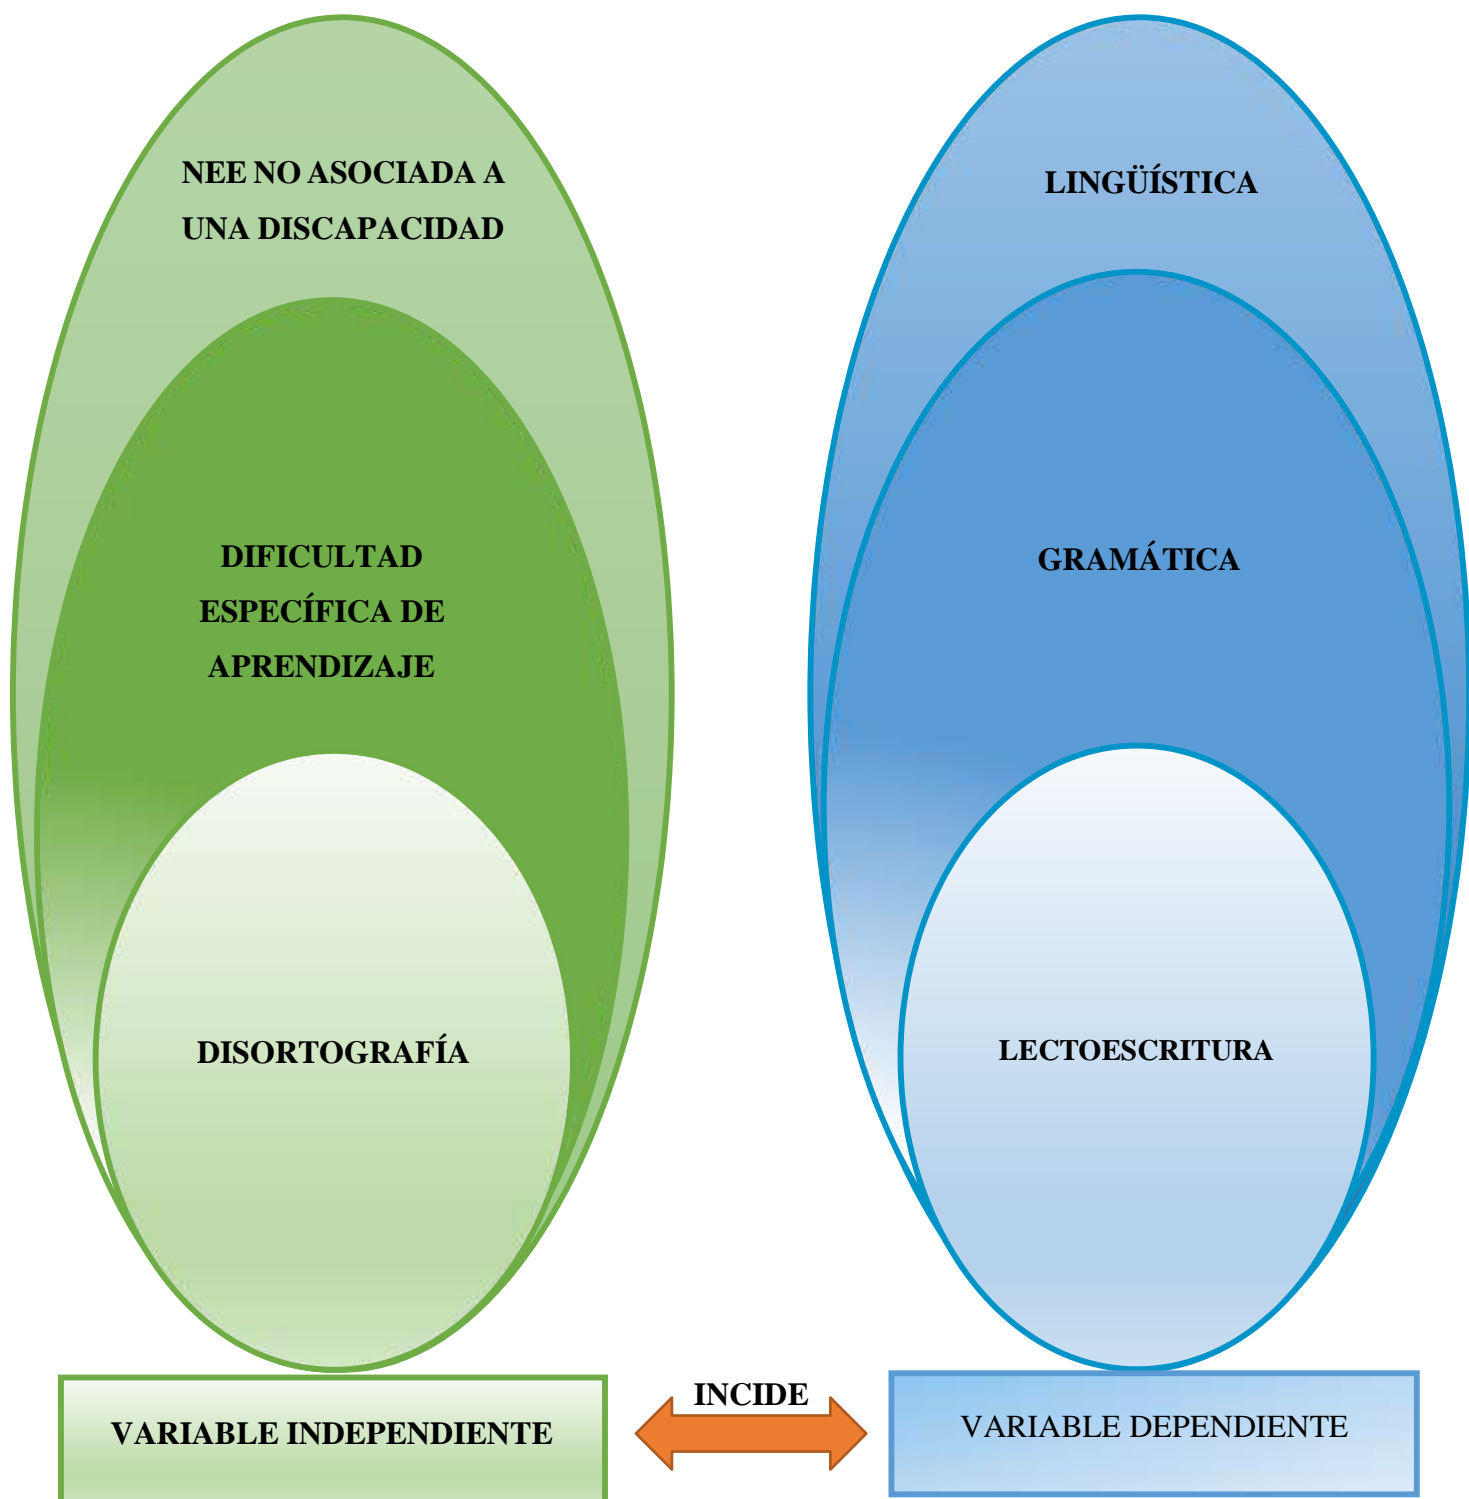 NEE NO ASOCIADA A
UNA DISCAPACIDAD
DIFICULTAD
ESPECÍFICA DE
APRENDIZAJE
DISORTOGRAFÍA
VARIABLE INDEPENDIENTE
INCIDE
LINGÜÍSTICA
GRAMÁTICA
LECTOESCRITURA
VARIABLE DEPENDIENTE